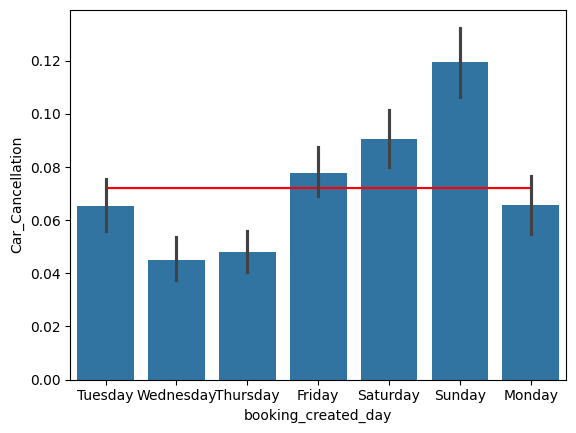 0.12
0.10
0.08
0.06
0.04
0.02
0.00
Car_Cancellation
Tuesday Wednesday Thursday Friday Saturday Sunday Monday
booking_created_day